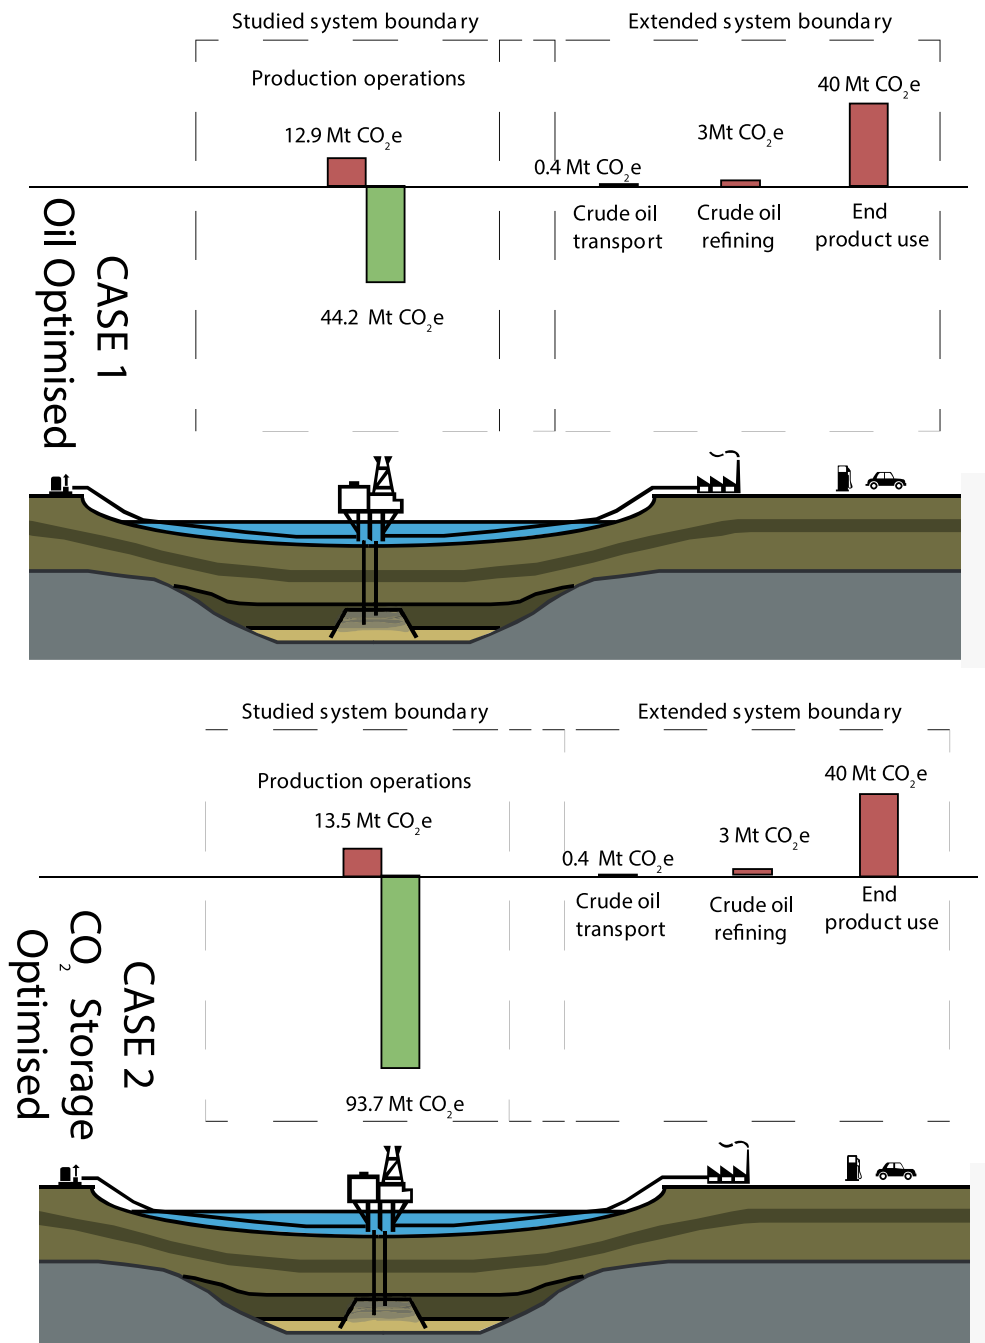 Studied system boundary
Extended system boundary
Production operations
12.9 Mt CO₂e
44.2 Mt CO₂e
0.4 Mt CO₂e
3Mt CO₂e
40 Mt CO₂e
Crude oil
transport
Crude oil
refining
End
product use
CASE 1
Oil Optimised
Studied system boundary
Extended system boundary
Production operations
13.5 Mt CO₂e
93.7 Mt CO₂e
0.4 Mt CO₂e
3 Mt CO₂e
40 Mt CO₂e
Crude oil
transport
Crude oil
refining
End
product use
CASE 2
CO₂ Storage
Optimised